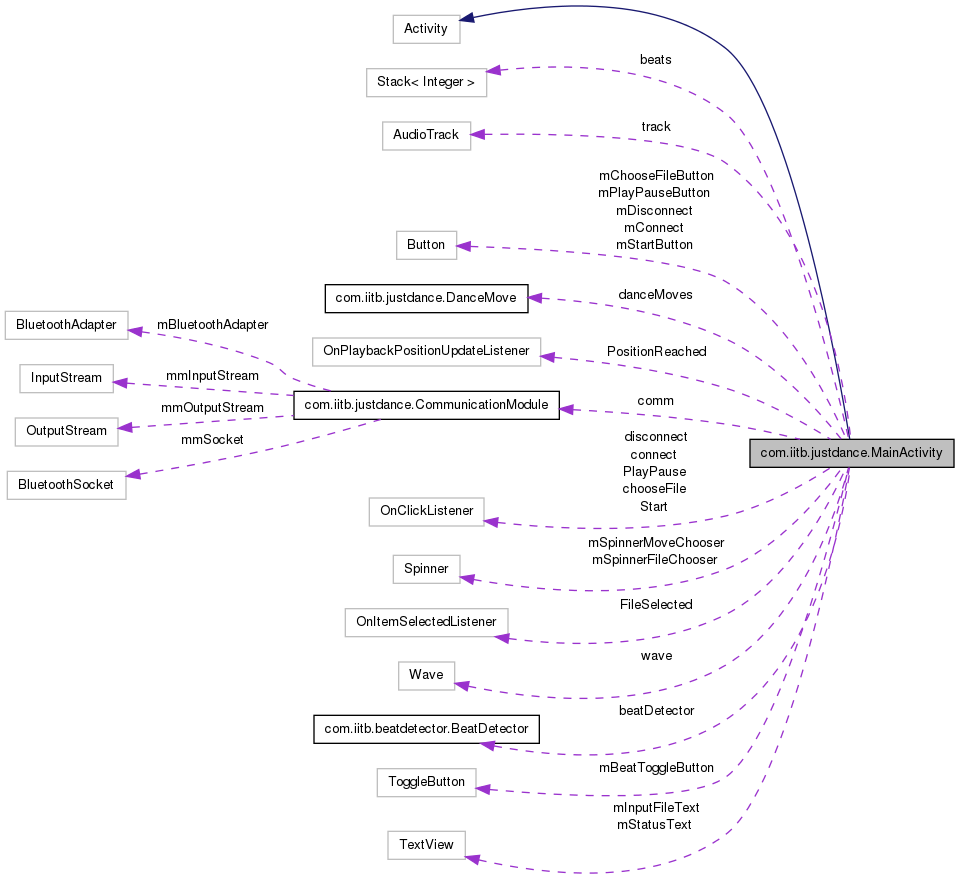 Activity
beats
Stack< Integer >
track
AudioTrack
mChooseFileButton
mPlayPauseButton
mDisconnect
mConnect
mStartButton
Button
danceMoves
com.iitb.justdance.DanceMove
BluetoothAdapter
mBluetoothAdapter
OnPlaybackPositionUpdateListener
PositionReached
InputStream
mmInputStream
com.iitb.justdance.CommunicationModule
comm
OutputStream
mmOutputStream
mmSocket
BluetoothSocket
com.iitb.justdance.MainActivity
disconnect
connect
PlayPause
chooseFile
Start
OnClickListener
mSpinnerMoveChooser
mSpinnerFileChooser
Spinner
FileSelected
OnItemSelectedListener
wave
Wave
beatDetector
com.iitb.beatdetector.BeatDetector
mBeatToggleButton
ToggleButton
mInputFileText
mStatusText
TextView